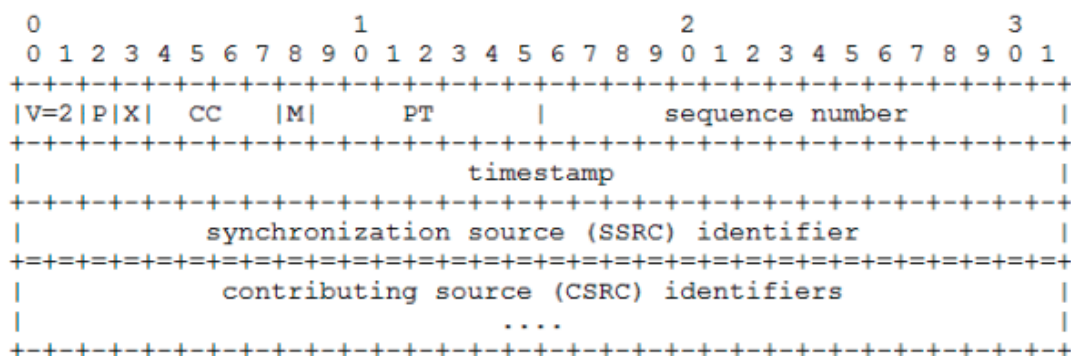 0                   1                   2                   3
 0 1 2 3 4 5 6 7 8 9 0 1 2 3 4 5 6 7 8 9 0 1 2 3 4 5 6 7 8 9 0 1
+-+-+-+-+-+-+-+-+-+-+-+-+-+-+-+-+-+-+-+-+-+-+-+-+-+-+-+-+-+-+-+-+
|V=2|P|X|  CC   |M|     PT      |       sequence number         |
+-+-+-+-+-+-+-+-+-+-+-+-+-+-+-+-+-+-+-+-+-+-+-+-+-+-+-+-+-+-+-+-+
|                           timestamp                           |
+-+-+-+-+-+-+-+-+-+-+-+-+-+-+-+-+-+-+-+-+-+-+-+-+-+-+-+-+-+-+-+-+
|           synchronization source (SSRC) identifier            |
+=+=+=+=+=+=+=+=+=+=+=+=+=+=+=+=+=+=+=+=+=+=+=+=+=+=+=+=+=+=+=+=+
|            contributing source (CSRC) identifiers             |
|                             ....                              |
+-+-+-+-+-+-+-+-+-+-+-+-+-+-+-+-+-+-+-+-+-+-+-+-+-+-+-+-+-+-+-+-+